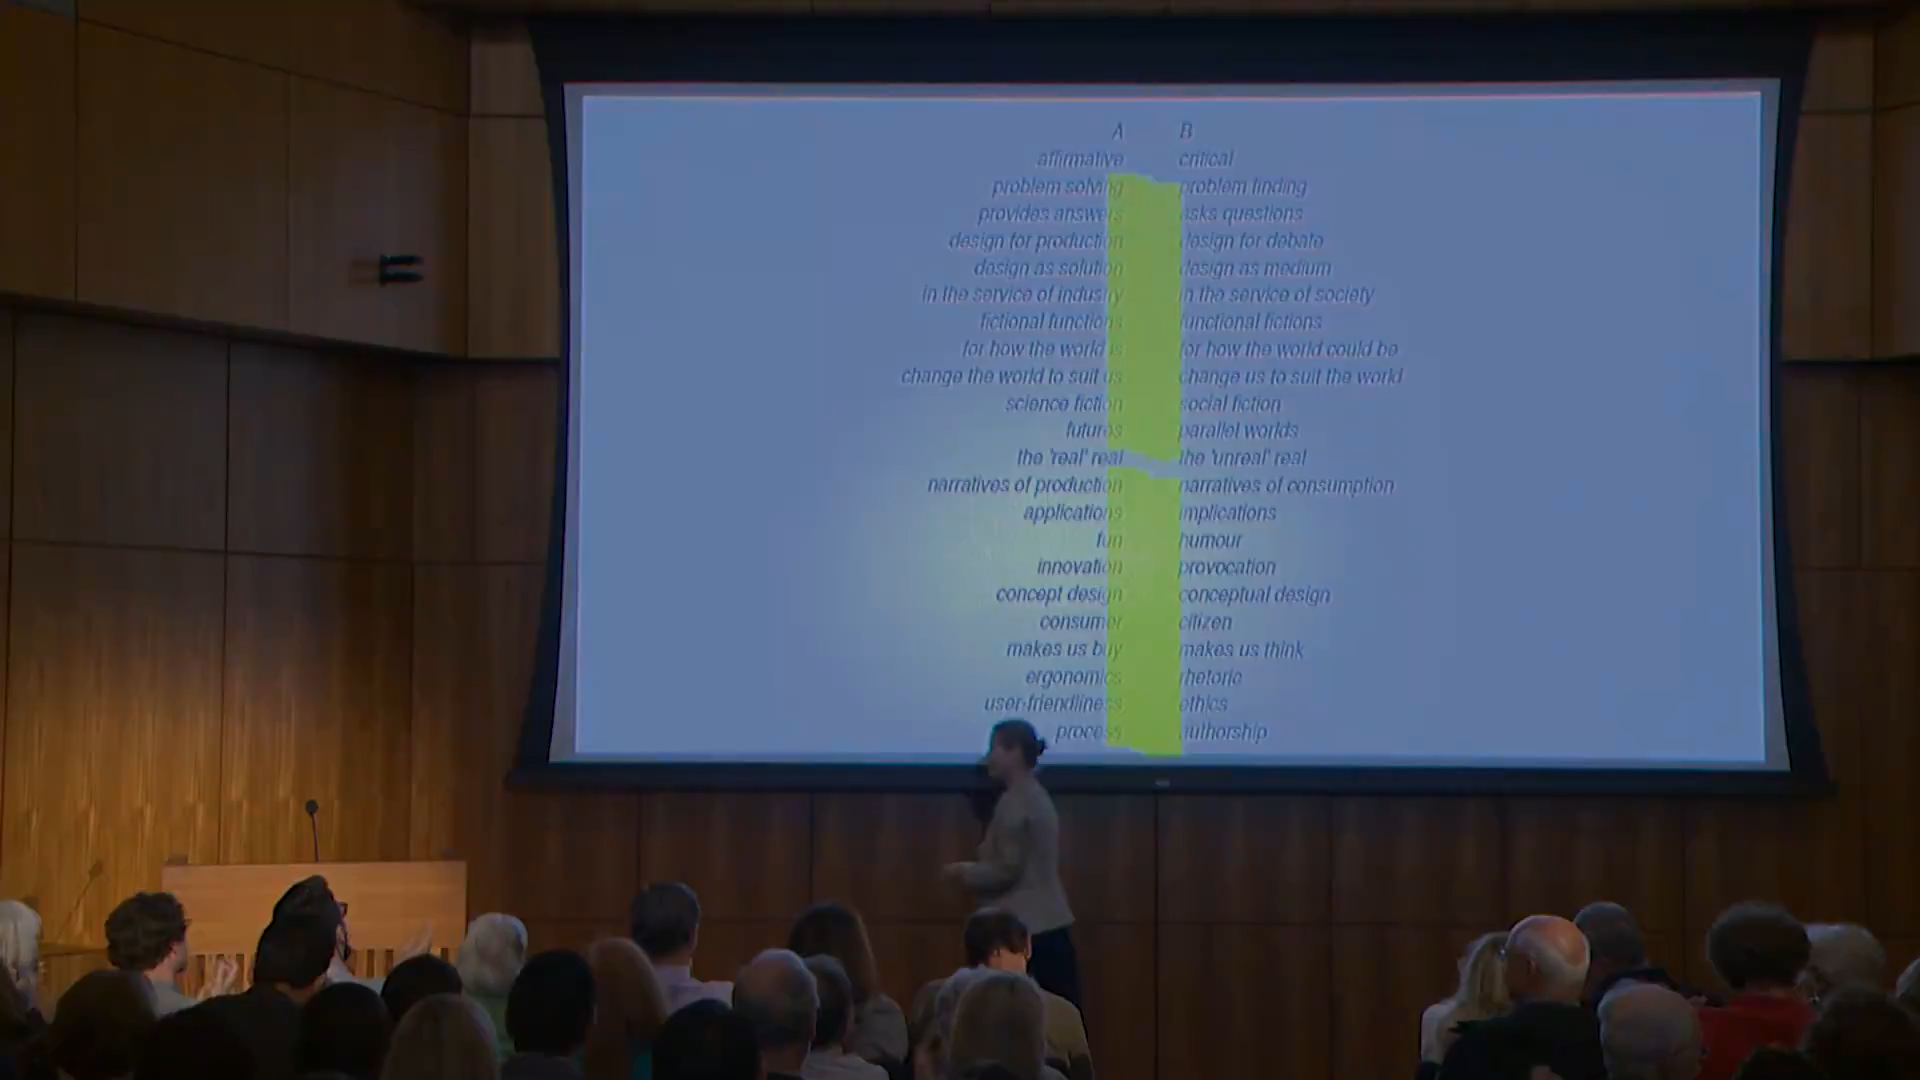 A B
affirmative critical
problem solving problem finding
provides answers asks questions
design for production design for debate
design as solution design as medium
in the service of industry in the service of society
fictional functions functional fictions
for how the world is for how the world could be
change the world to suit us change us to suit the world
science fiction social fiction
futures parallel worlds
the 'real' real the 'unreal' real
narratives of production narratives of consumption
applications implications
fun humour
innovation provocation
concept design conceptual design
consumer citizen
makes us buy makes us think
ergonomics rhetoric
user-friendliness ethics
process authorship